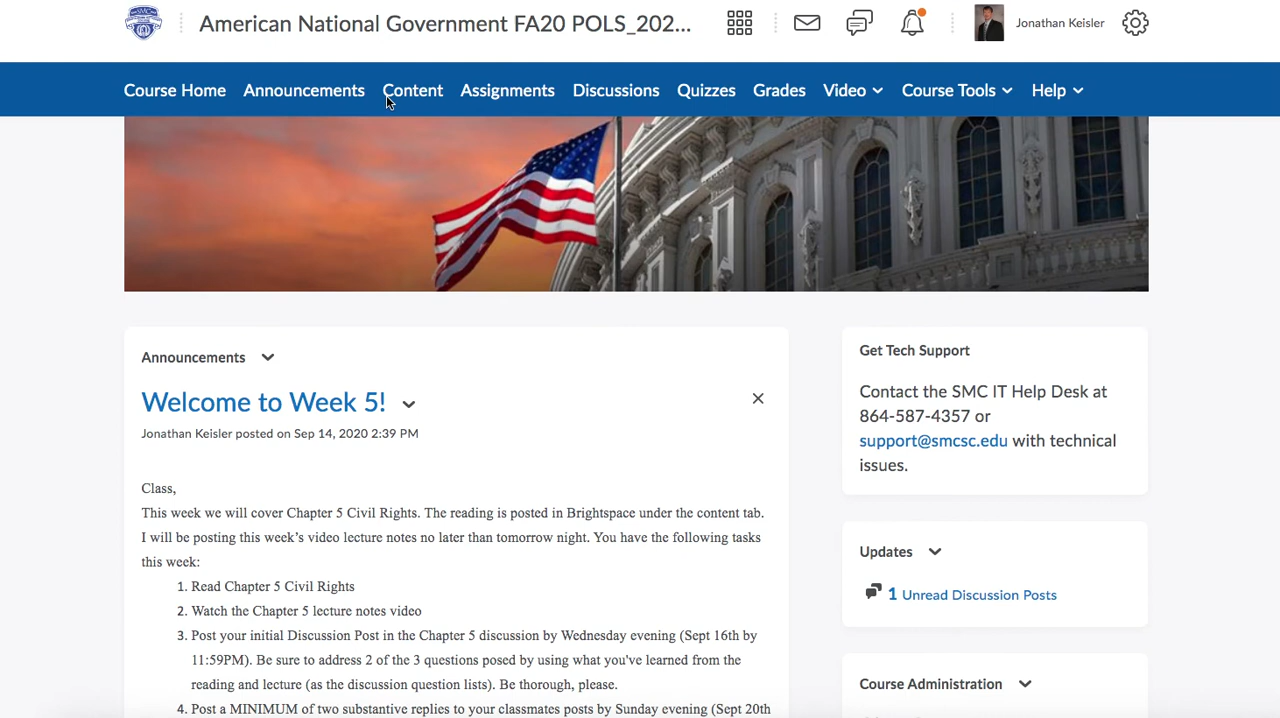 American National Government FA20 POLS_202...
Jonathan Keisler
Course Home Announcements Content Assignments Discussions Quizzes Grades Video Course Tools Help
Announcements
Welcome to Week 5!
Jonathan Keisler posted on Sep 14, 2020 2:39 PM
Class,
This week we will cover Chapter 5 Civil Rights. The reading is posted in Brightspace under the content tab.
I will be posting this week's video lecture notes no later than tomorrow night. You have the following tasks
this week:
1. Read Chapter 5 Civil Rights
2. Watch the Chapter 5 lecture notes video
3. Post your initial Discussion Post in the Chapter 5 discussion by Wednesday evening (Sept 16th by
11:59PM). Be sure to address 2 of the 3 questions posed by using what you've learned from the
reading and lecture (as the discussion question lists). Be thorough, please.
4. Post a MINIMUM of two substantive replies to your classmates posts by Sunday evening (Sept 20th
Get Tech Support
Contact the SMC IT Help Desk at
864-587-4357 or
support@smcsc.edu with technical
issues.
Updates
1 Unread Discussion Posts
Course Administration